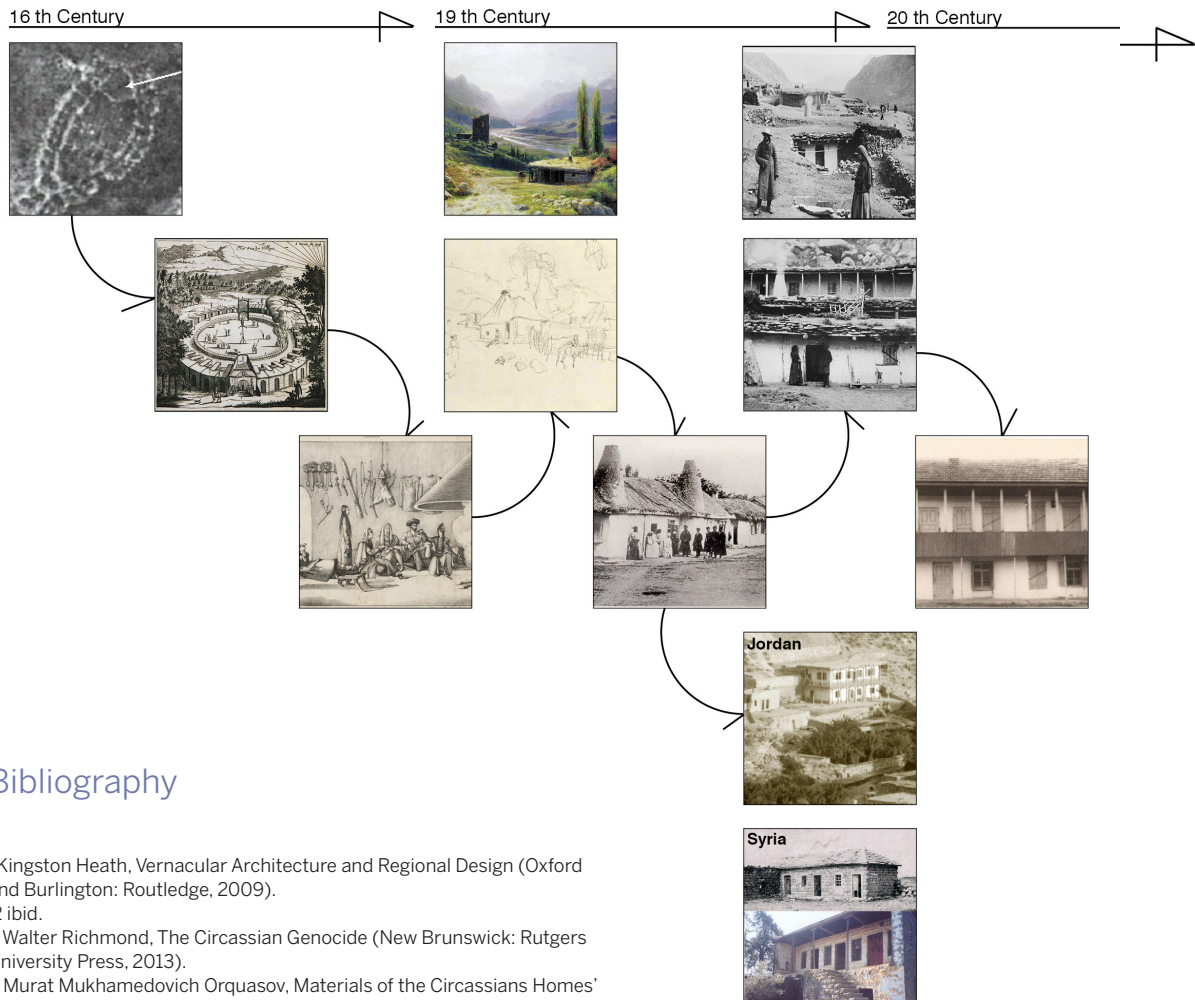 16 th Century
19 th Century
20 th Century
Jordan
Syria
Bibliography
Kingston Heath, Vernacular Architecture and Regional Design (Oxford
nd Burlington: Routledge, 2009).
2 ibid.
Walter Richmond, The Circassian Genocide (New Brunswick: Rutgers
niversity Press, 2013).
Murat Mukhamedovich Orquasov, Materials of the Circassians Homes'